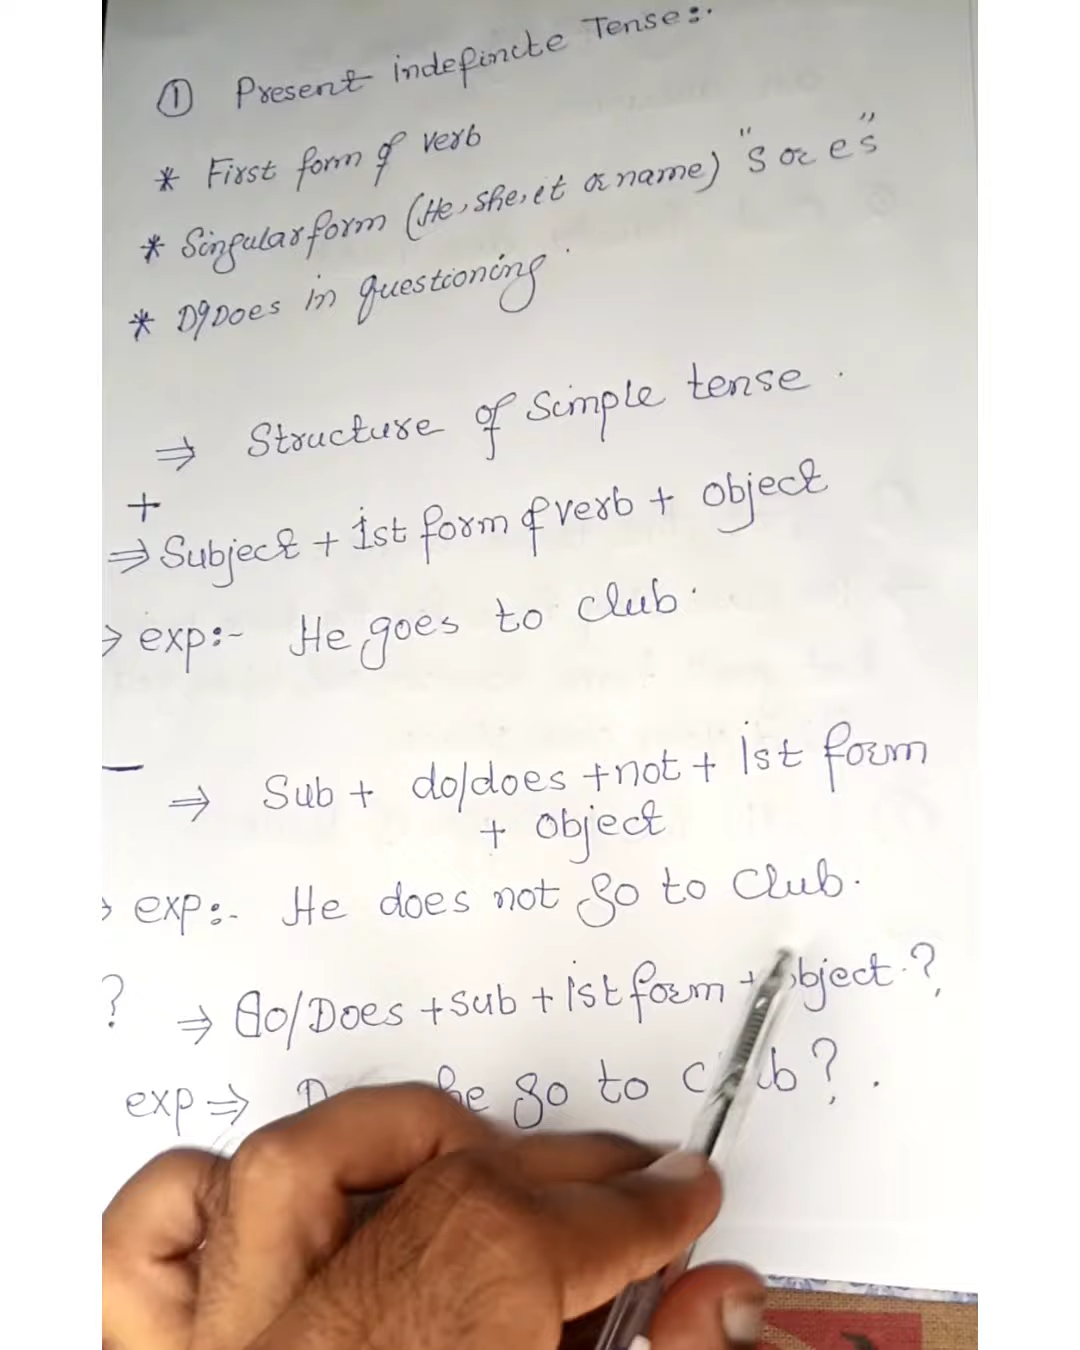 ① Present indefinite Tense:-
* First form of verb
* Singular form (He, she, it or name) "s or es"
* Do/Does in questioning
⇒ Structure of Simple tense.
+
⇒ Subject + 1st form of verb + object
→ exp:- He goes to club.
—
⇒ Sub + do/does +not + 1st form
+ object
→ exp:- He does not go to club.
? ⇒ Do/Does +sub + 1st form + object.?
exp ⇒ he go to?